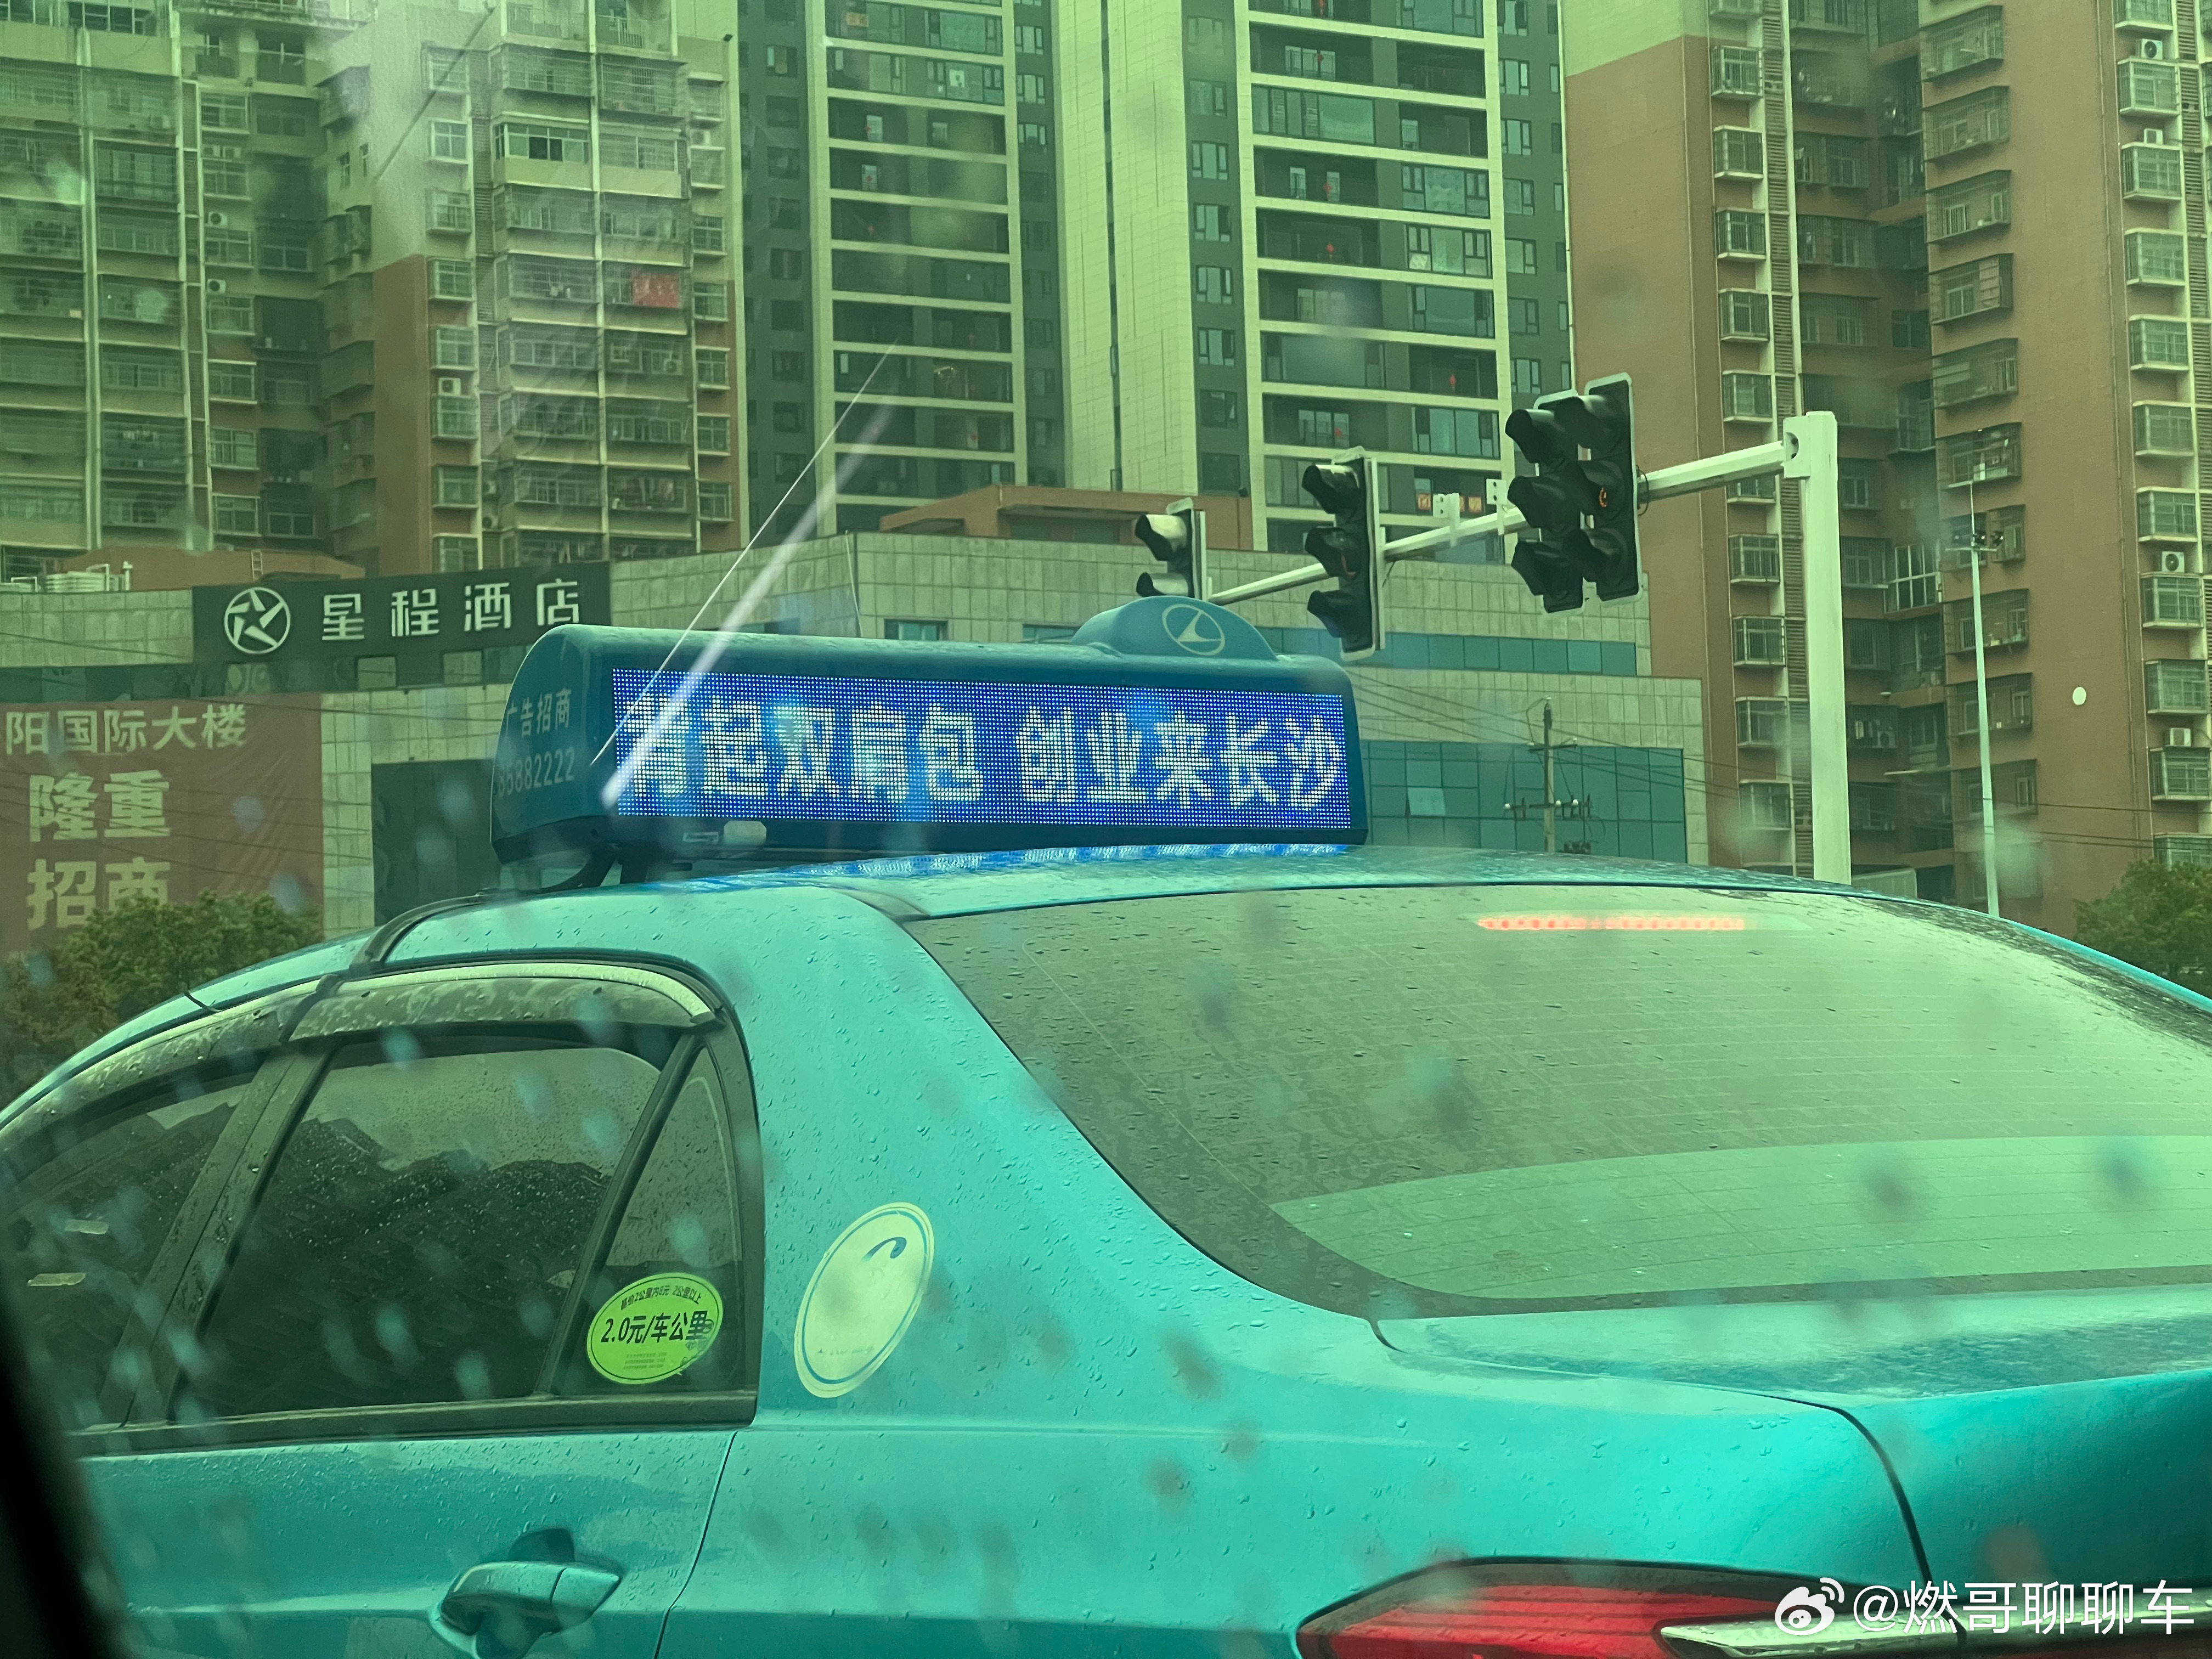 星程酒店
阳国际大楼
隆重
招商
广告招商
85882222
背起双肩包 创业来长沙
2.0元/车公里
@燃哥聊聊车